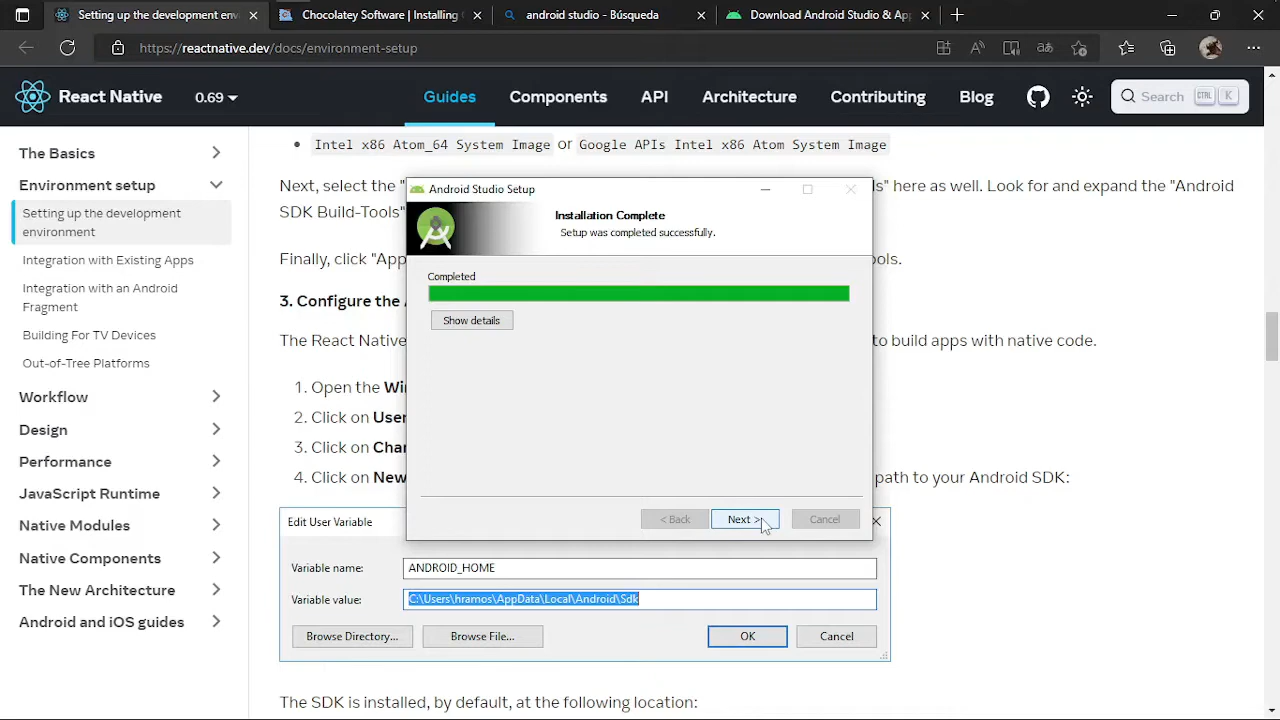 Setting up the development env
Chocolatey Software | Installing
android studio - Búsqueda
Download Android Studio & App
https://reactnative.dev/docs/environment-setup
React Native
0.69
Guides
Components
API
Architecture
Contributing
Blog
Search
CTRL
K
The Basics
Environment setup
Setting up the development
environment
Integration with Existing Apps
Integration with an Android
Fragment
Building For TV Devices
Out-of-Tree Platforms
Workflow
Design
Performance
JavaScript Runtime
Native Modules
Native Components
The New Architecture
Android and iOS guides
Intel x86 Atom_64 System Image or Google APIs Intel x86 Atom System Image
Next, select the "
s" here as well. Look for and expand the "Android
SDK Build-Tools"
Finally, click "App
ols.
3. Configure the A
The React Native
to build apps with native code.
1. Open the Wi
2. Click on User
3. Click on Chan
4. Click on New
path to your Android SDK:
Android Studio Setup
Installation Complete
Setup was completed successfully.
Completed
Show details
< Back
Next >
Cancel
Edit User Variable
Variable name:
ANDROID_HOME
Variable value:
C:\Users\hramos\AppData\Local\Android\Sdk
Browse Directory...
Browse File...
OK
Cancel
The SDK is installed, by default, at the following location: